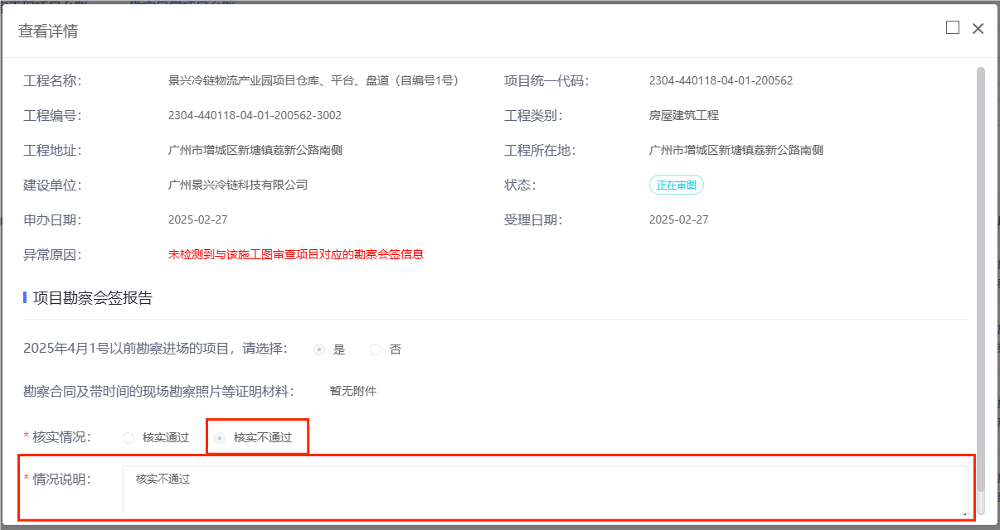 查看详情
工程名称： 景兴冷链物流产业园项目仓库、平台、盘道（自编号1号） 项目统一代码： 2304-440118-04-01-200562
工程编号： 2304-440118-04-01-200562-3002 工程类别： 房屋建筑工程
工程地址： 广州市增城区新塘镇荔新公路南侧 工程所在地： 广州市增城区新塘镇荔新公路南侧
建设单位： 广州景兴冷链科技有限公司 状态： 正在审图
申办日期： 2025-02-27 受理日期： 2025-02-27
异常原因： 未检测到与该施工图审查项目对应的勘察会签信息
项目勘察会签报告
2025年4月1号以前勘察进场的项目，请选择： 是 否
勘察合同及带时间的现场勘察照片等证明材料： 暂无附件
* 核实情况： 核实通过 核实不通过
* 情况说明： 核实不通过